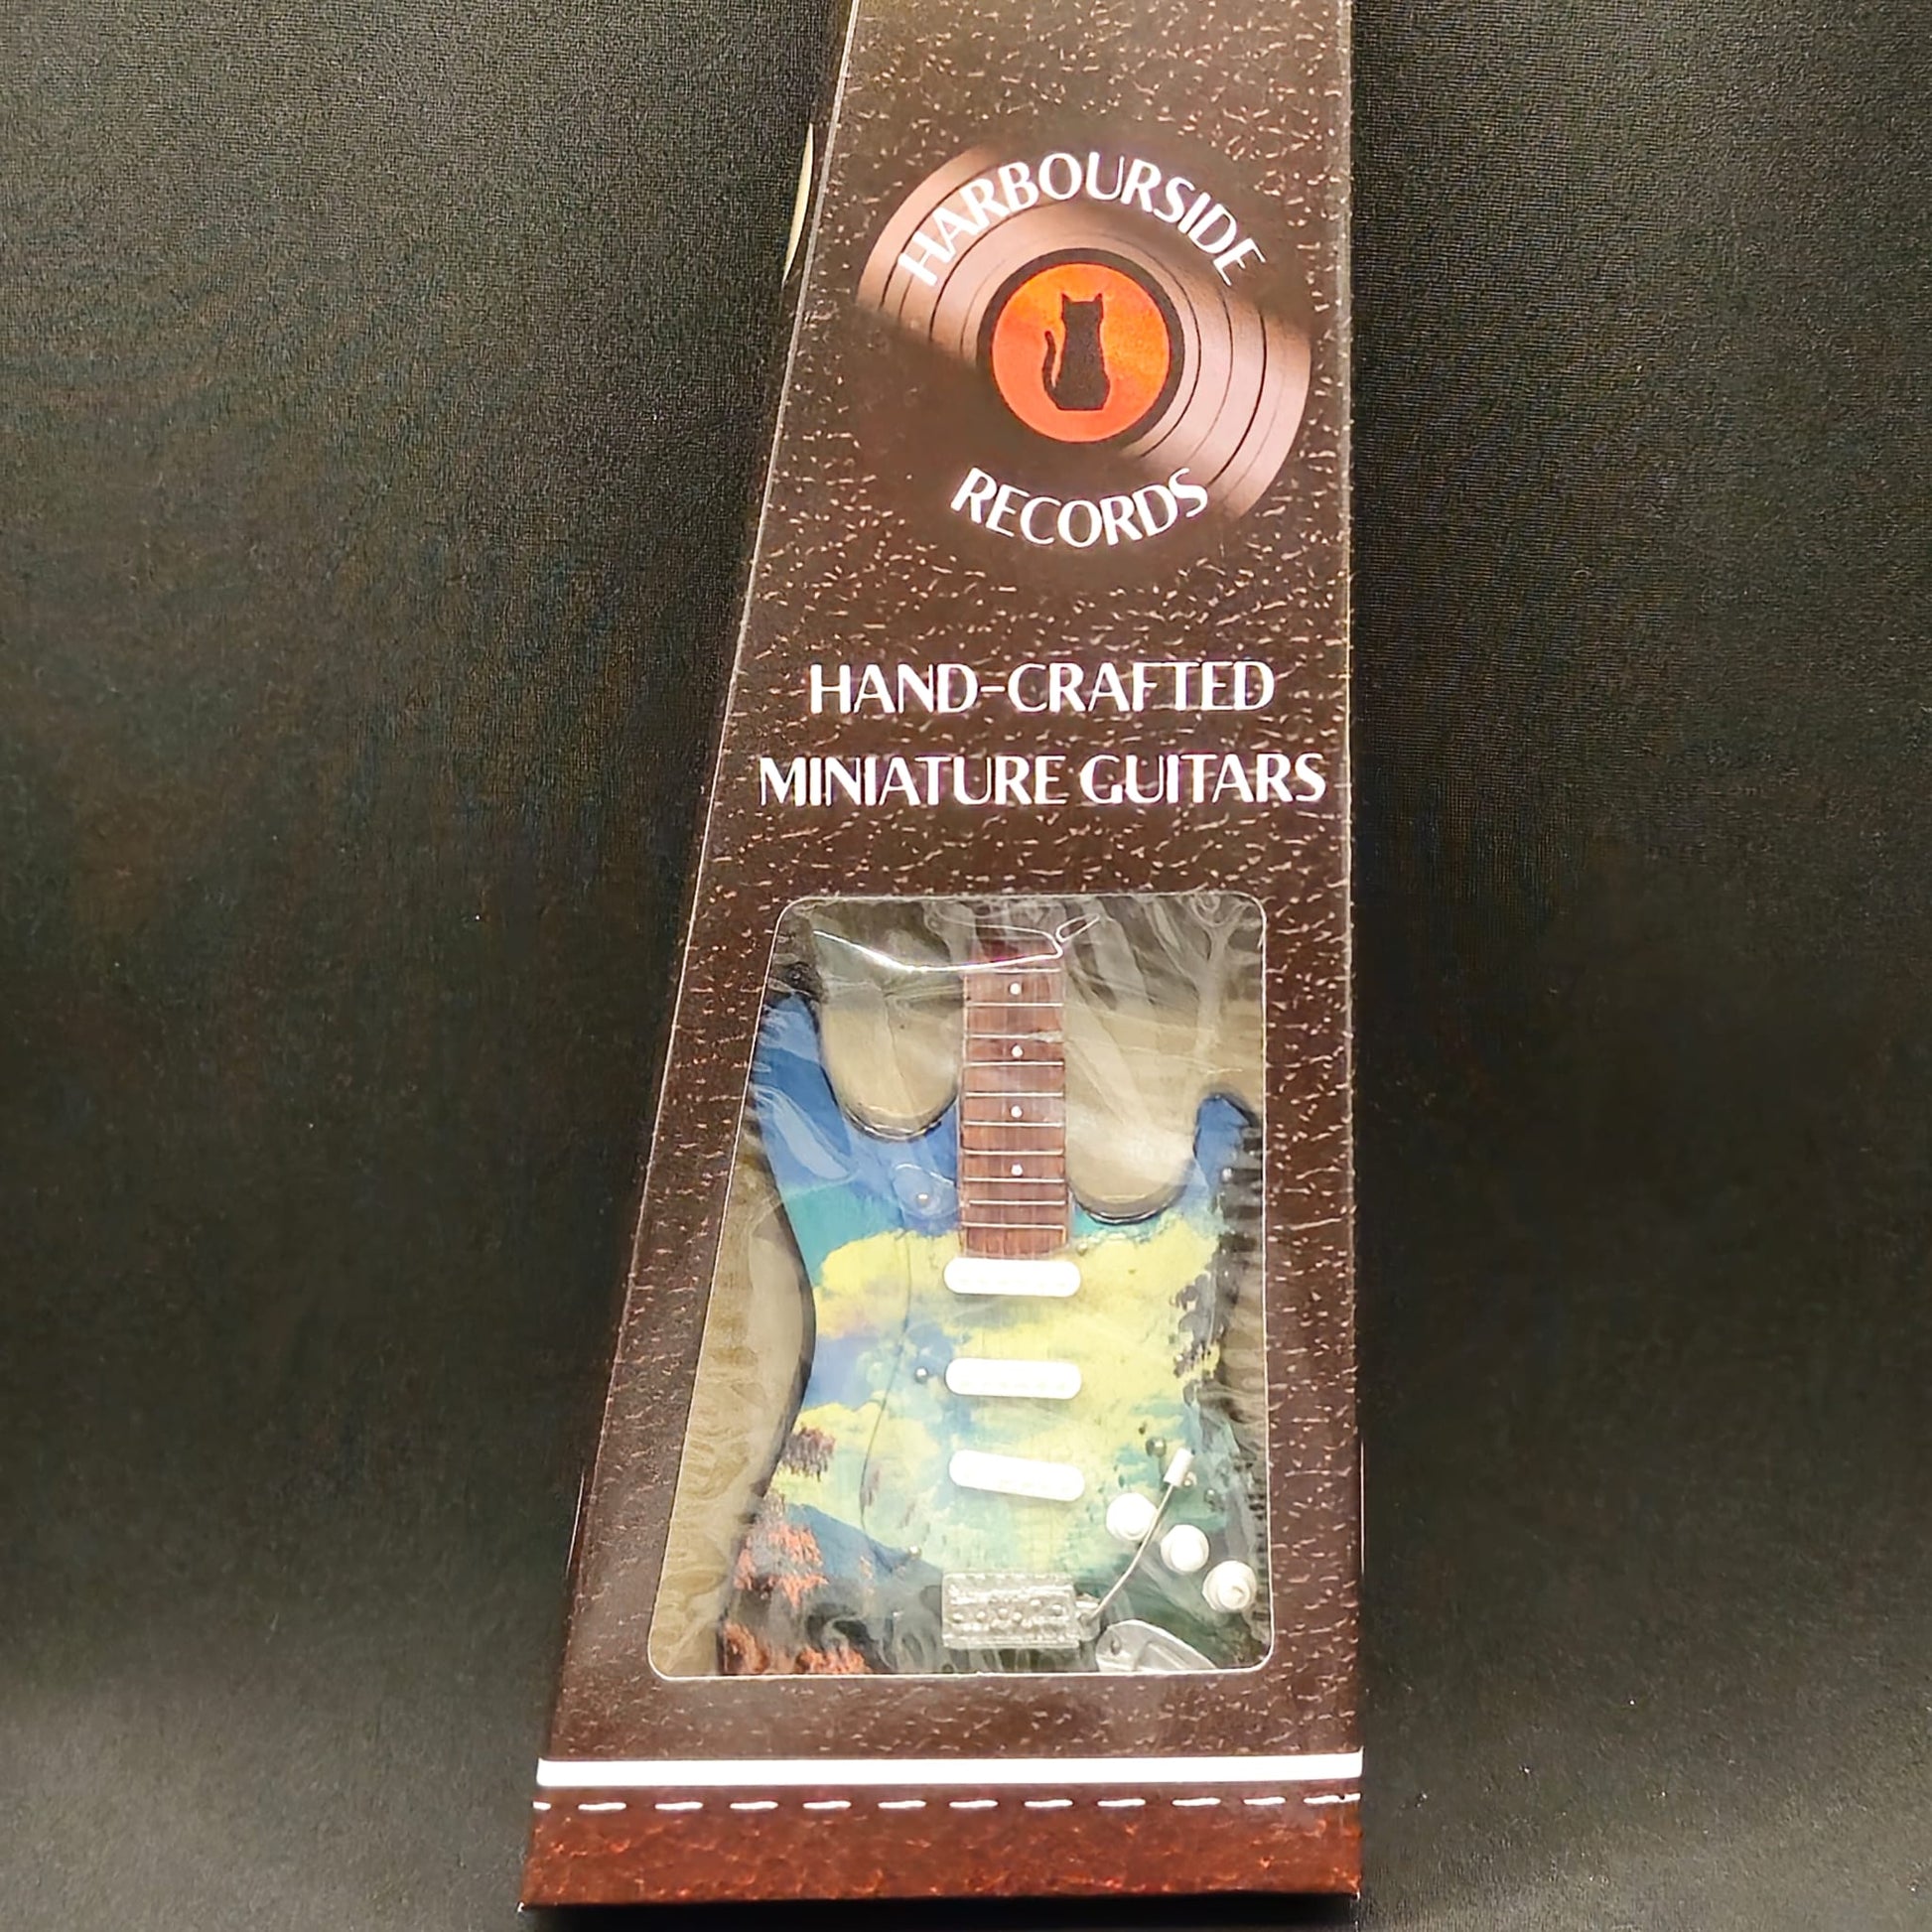 HARBOURSIDE
RECORDS
HAND-CRAFTED
MINIATURE GUITARS